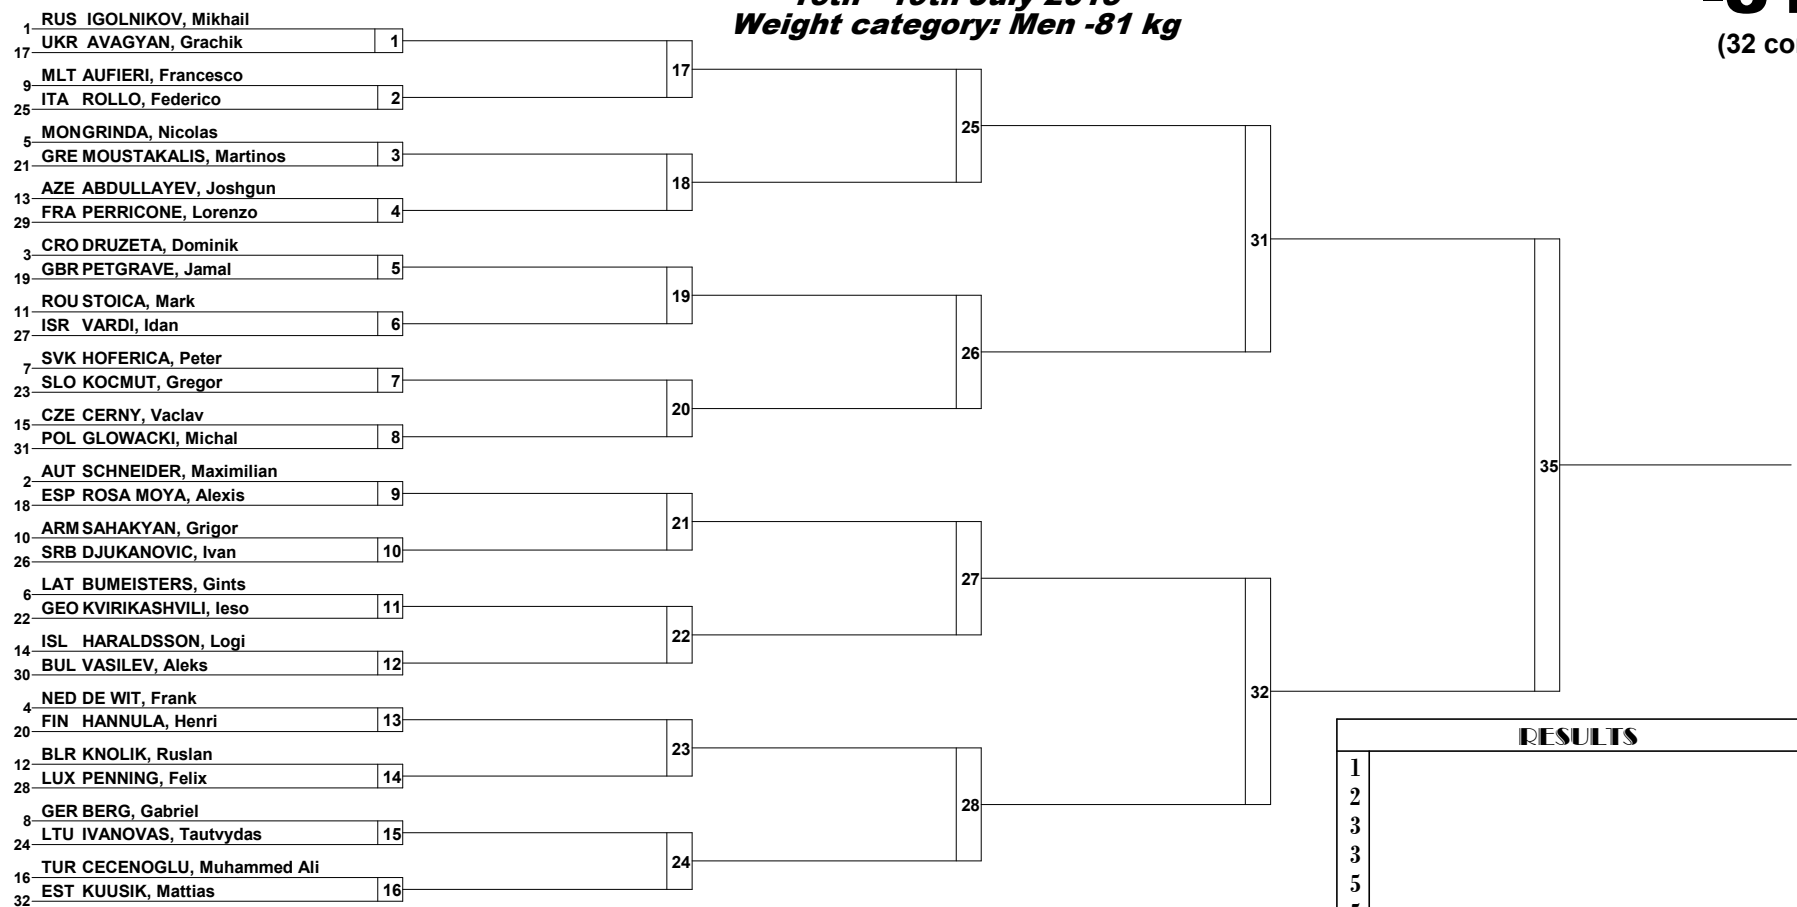 Weight category: Men -81 kg
(32 co
RUS IGOLNIKOV, Mikhail
1
UKR AVAGYAN, Grachik
17
1
MLT AUFIERI, Francesco
9
ITA ROLLO, Federico
25
2
MON GRINDA, Nicolas
5
GRE MOUSTAKALIS, Martinos
21
3
AZE ABDULLAYEV, Joshgun
13
FRA PERRICONE, Lorenzo
29
4
CRO DRUZETA, Dominik
3
GBR PETGRAVE, Jamal
19
5
ROU STOICA, Mark
11
ISR VARDI, Idan
27
6
SVK HOFERICA, Peter
7
SLO KOCMUT, Gregor
23
7
CZE CERNY, Vaclav
15
POL GLOWACKI, Michal
31
8
AUT SCHNEIDER, Maximilian
2
ESP ROSA MOYA, Alexis
18
9
ARM SAHAKYAN, Grigor
10
SRB DJUKANOVIC, Ivan
26
10
LAT BUMEISTERS, Gints
6
GEO KVIRIKASHVILI, Ieso
22
11
ISL HARALDSSON, Logi
14
BUL VASILEV, Aleks
30
12
NED DE WIT, Frank
4
FIN HANNULA, Henri
20
13
BLR KNOLIK, Ruslan
12
LUX PENNING, Felix
28
14
GER BERG, Gabriel
8
LTU IVANOVAS, Tautvydas
24
15
TUR CECENOGLU, Muhammed Ali
16
EST KUUSIK, Mattias
32
16
17
18
19
20
21
22
23
24
25
26
27
28
31
32
35
RESULTS
1
2
3
3
5